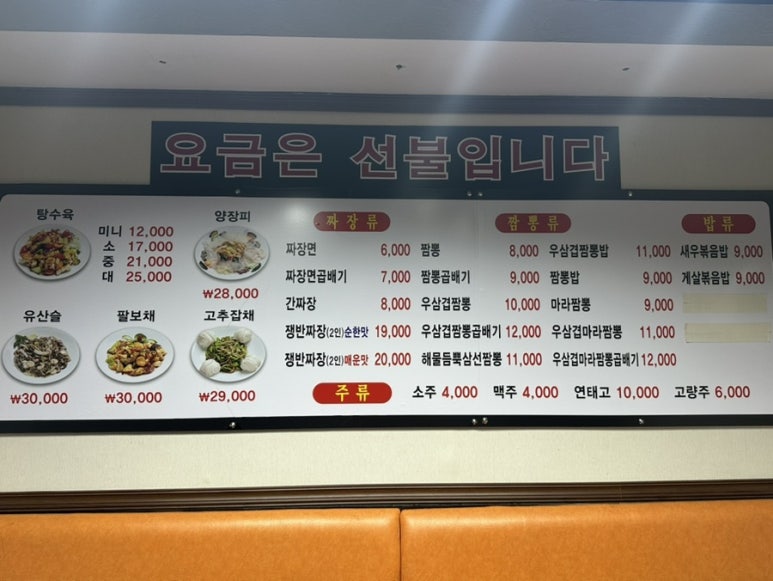 요금은 선불입니다
탕수육
미니 12,000
소 17,000
중 21,000
대 25,000
양장피
₩28,000
유산슬
₩30,000
팔보채
₩30,000
고추잡채
₩29,000
짜장류
짜장면 6,000
짜장면곱배기 7,000
간짜장 8,000
쟁반짜장(2인)순한맛 19,000
쟁반짜장(2인)매운맛 20,000
짬뽕류
짬뽕 8,000
짬뽕곱배기 9,000
우삼겹짬뽕 10,000
우삼겹짬뽕곱배기 12,000
해물듬뿍삼선짬뽕 11,000
우삼겹짬뽕밥 11,000
짬뽕밥 9,000
마라짬뽕 9,000
우삼겹마라짬뽕 11,000
우삼겹마라짬뽕곱배기 12,000
밥류
새우볶음밥 9,000
게살볶음밥 9,000
주류
소주 4,000 맥주 4,000 연태고 10,000 고량주 6,000